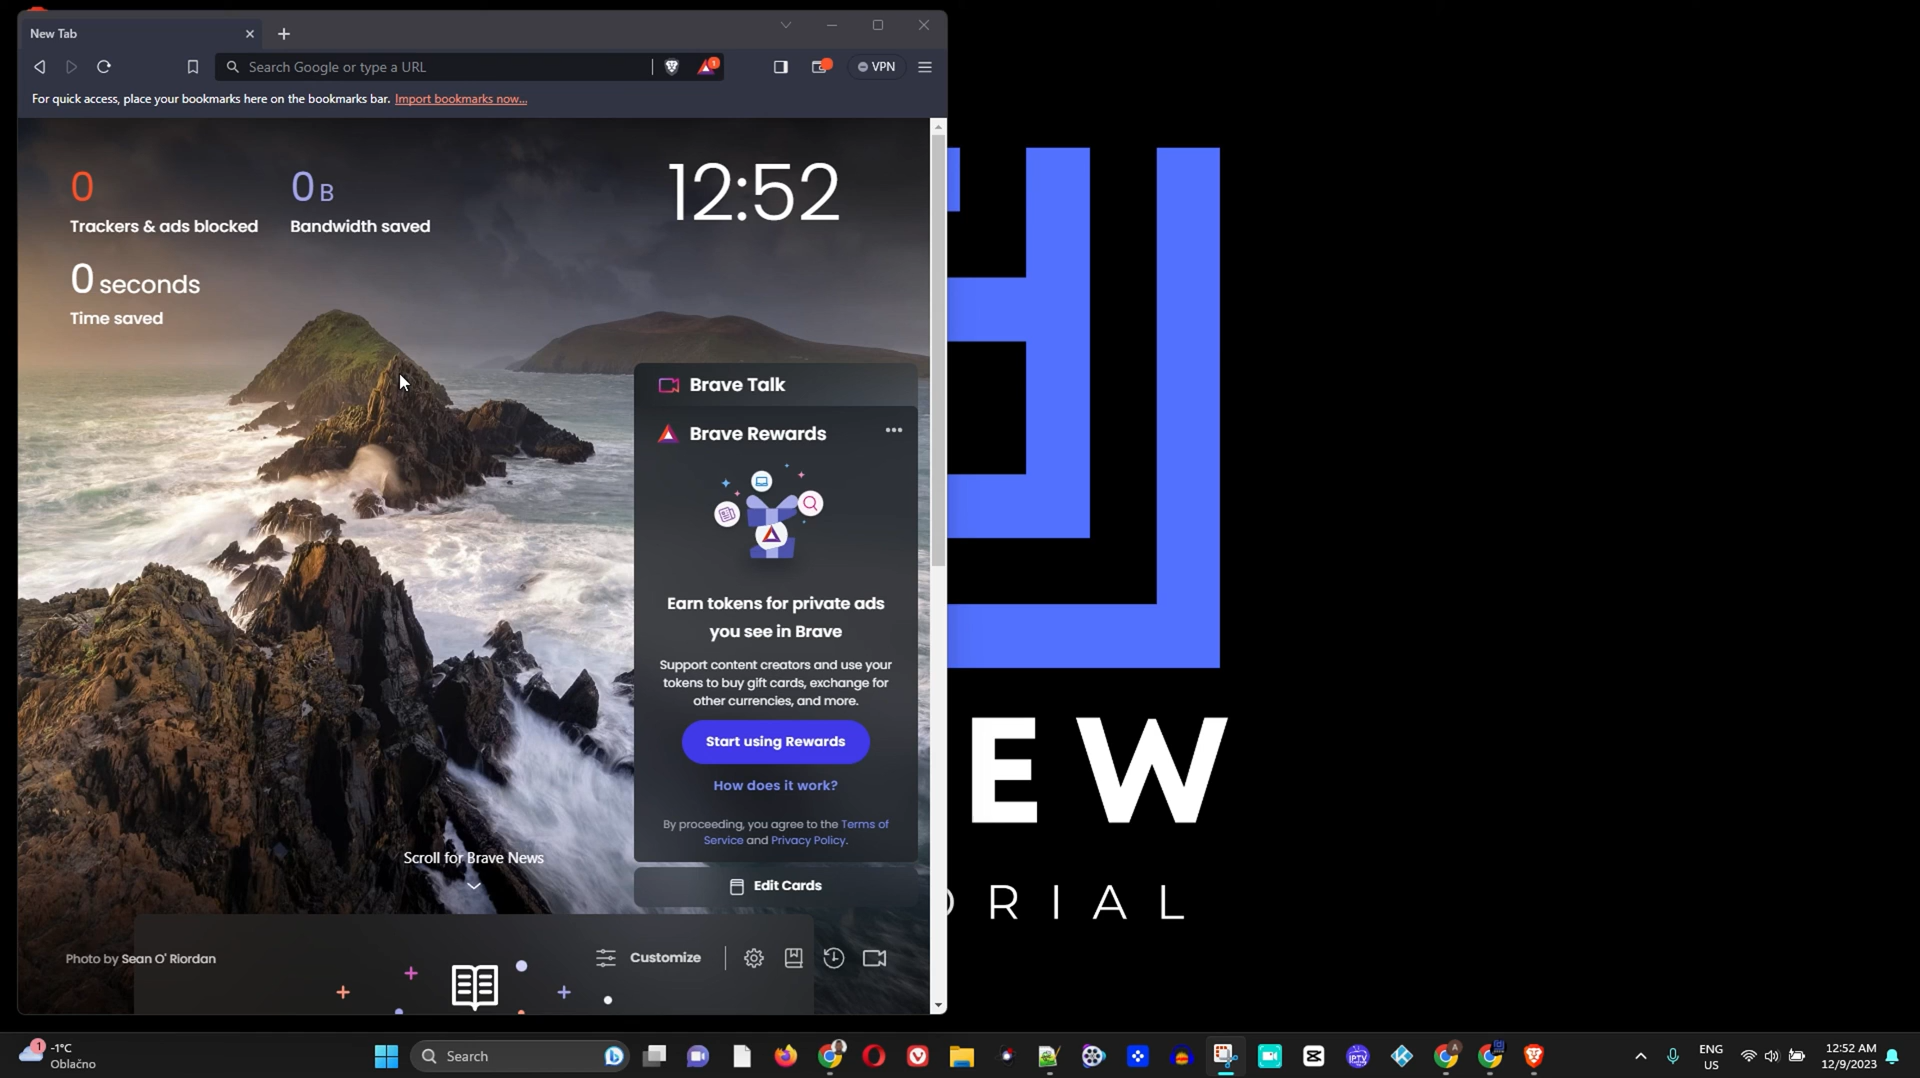 New Tab
Search Google or type a URL
1
VPN
For quick access, place your bookmarks here on the bookmarks bar. Import bookmarks now...
0
Trackers & ads blocked
0 B
Bandwidth saved
12:52
0 seconds
Time saved
Brave Talk
Brave Rewards
Earn tokens for private ads
you see in Brave
Support content creators and use your
tokens to buy gift cards, exchange for
other currencies, and more.
Start using Rewards
How does it work?
By proceeding, you agree to the Terms of
Service and Privacy Policy.
Scroll for Brave News
Edit Cards
Photo by Sean O' Riordan
Customize
EW
ORIAL
1
-1°C
Oblačno
Search
IPTV
A
ENG
US
12:52 AM
12/9/2023